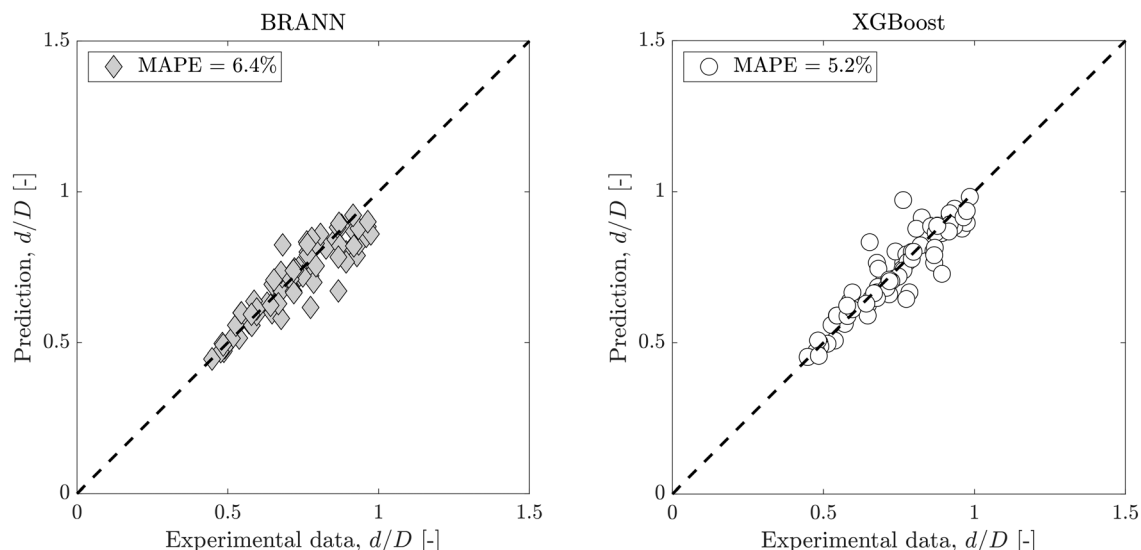 BRANN
MAPE = 6.4%
1.5
1
0.5
0
Prediction, d/D [-]
0
0.5
1
1.5
Experimental data, d/D [-]
XGBoost
MAPE = 5.2%
1.5
1
0.5
0
Prediction, d/D [-]
0
0.5
1
1.5
Experimental data, d/D [-]